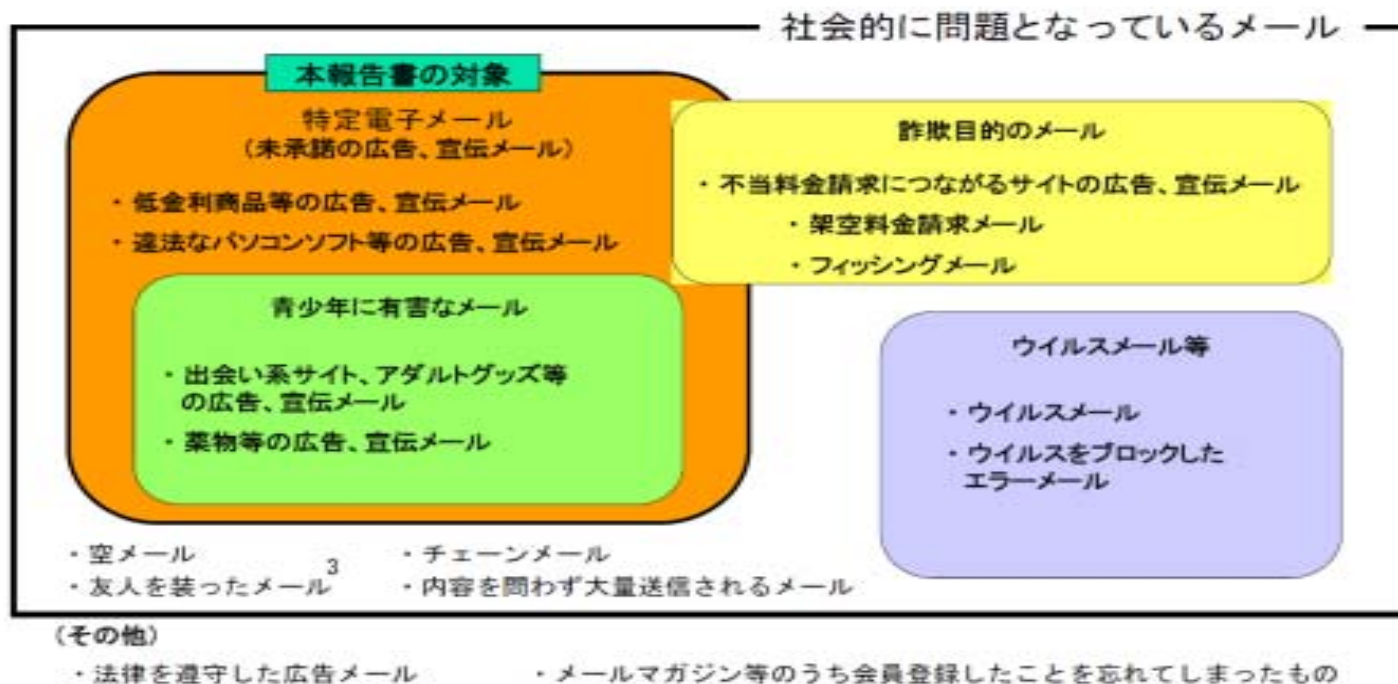 社会的に問題となっているメール
本報告書の対象
特定電子メール
(未承諾の広告、宣伝メール)
・低金利商品等の広告、宣伝メール
・違法なパソコンソフト等の広告、宣伝メール
青少年に有害なメール
・出会い系サイト、アダルトグッズ等
の広告、宣伝メール
・薬物等の広告、宣伝メール
詐欺目的のメール
・不当料金請求につながるサイトの広告、宣伝メール
・架空料金請求メール
・フィッシングメール
ウイルスメール等
・ウイルスメール
・ウイルスをブロックした
エラーメール
・空メール ・チェーンメール
・友人を装ったメール3 ・内容を問わず大量送信されるメール
(その他)
・法律を遵守した広告メール ・メールマガジン等のうち会員登録したことを忘れてしまったもの